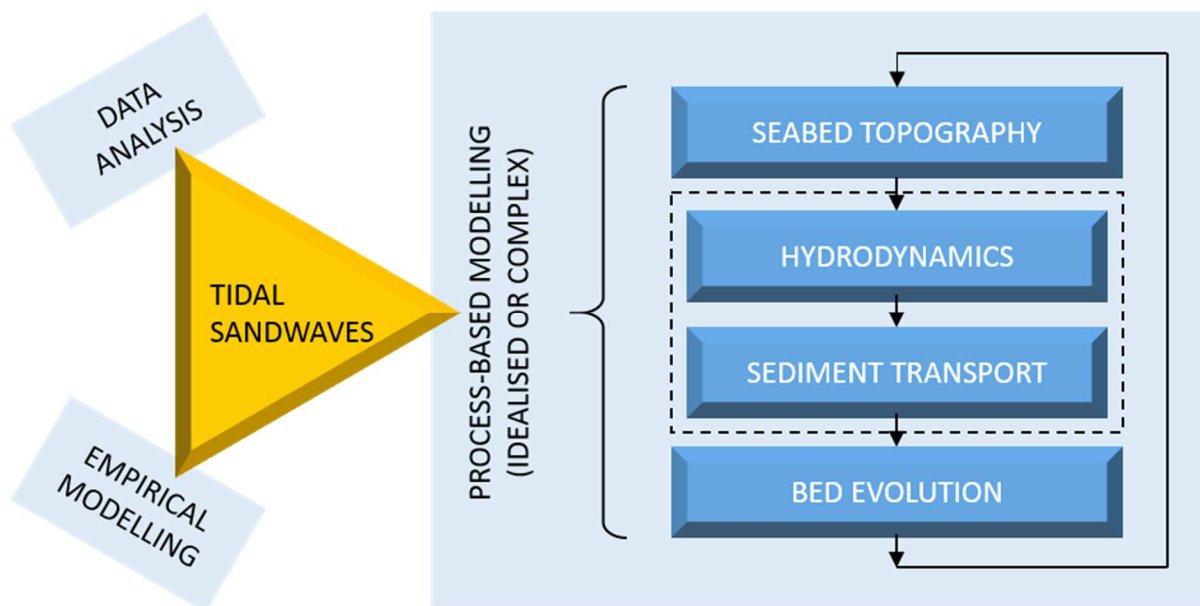 DATA
ANALYSIS
TIDAL
SANDWAVES
EMPIRICAL
MODELLING
PROCESS-BASED MODELLING
(IDEALISED OR COMPLEX)
SEABED TOPOGRAPHY
HYDRODYNAMICS
SEDIMENT TRANSPORT
BED EVOLUTION